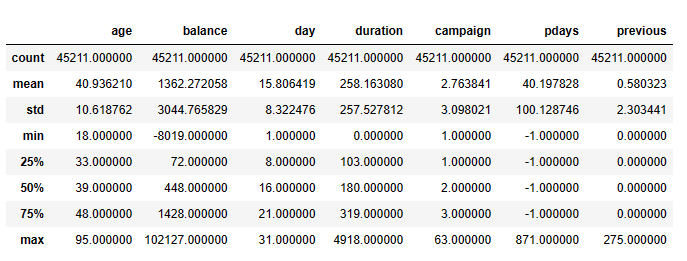 age balance day duration campaign pdays previous
count 45211.000000 45211.000000 45211.000000 45211.000000 45211.000000 45211.000000 45211.000000
mean 40.936210 1362.272058 15.806419 258.163080 2.763841 40.197828 0.580323
std 10.618762 3044.765829 8.322476 257.527812 3.098021 100.128746 2.303441
min 18.000000 -8019.000000 1.000000 0.000000 1.000000 -1.000000 0.000000
25% 33.000000 72.000000 8.000000 103.000000 1.000000 -1.000000 0.000000
50% 39.000000 448.000000 16.000000 180.000000 2.000000 -1.000000 0.000000
75% 48.000000 1428.000000 21.000000 319.000000 3.000000 -1.000000 0.000000
max 95.000000 102127.000000 31.000000 4918.000000 63.000000 871.000000 275.000000